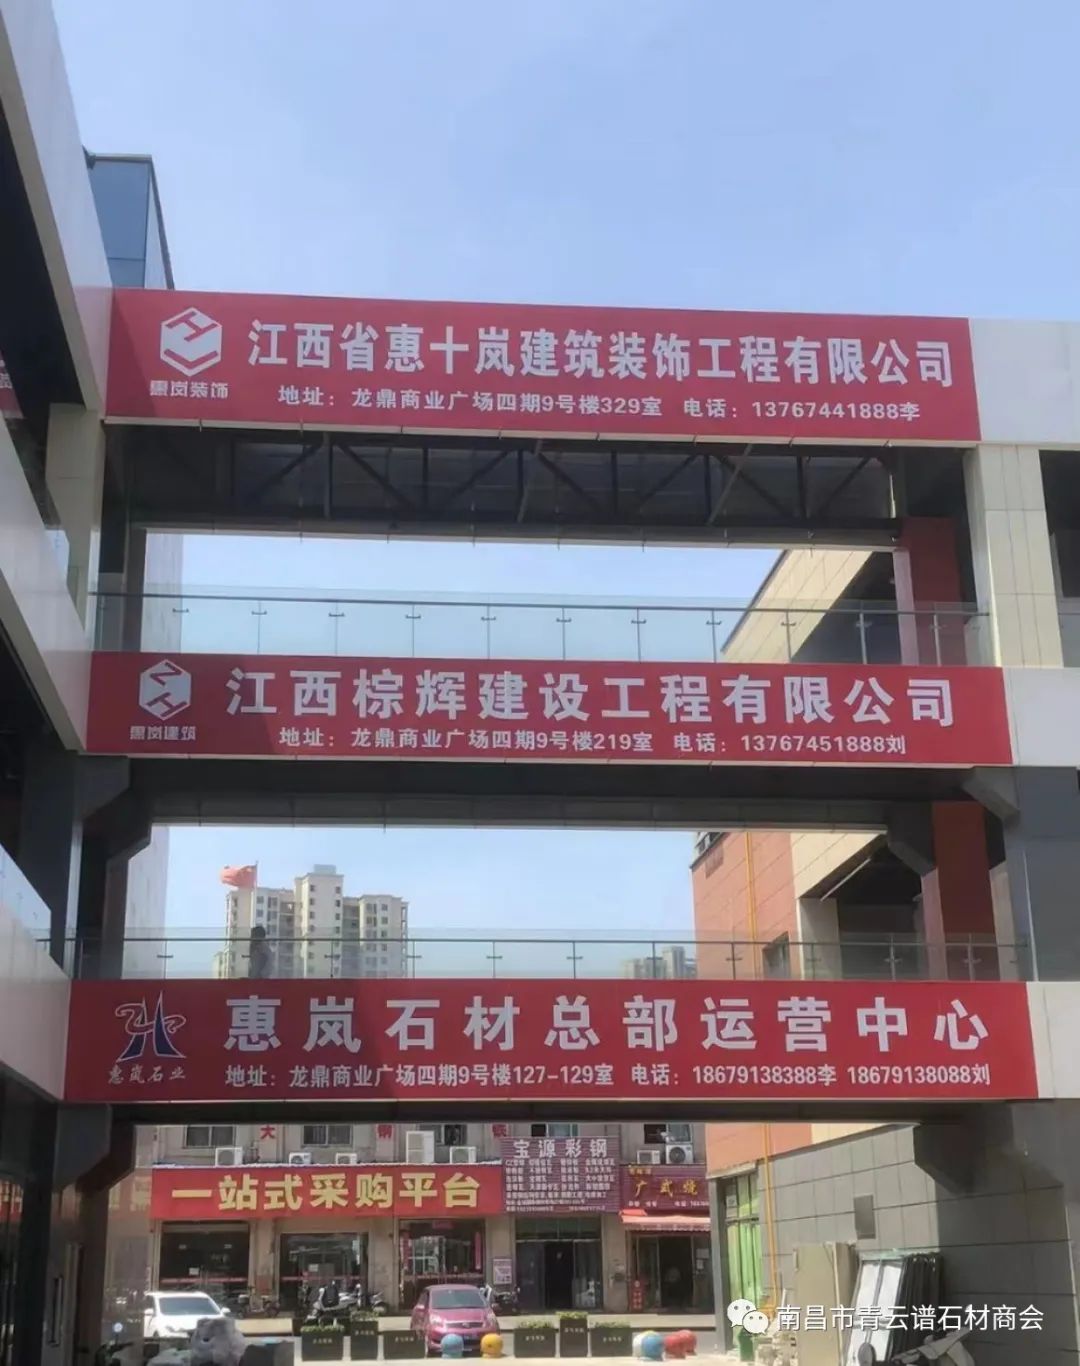 江西省惠十岚建筑装饰工程有限公司
惠岚装饰
地址：龙鼎商业广场四期9号楼329室 电话：13767441888李
江西棕辉建设工程有限公司
惠岚建筑
地址：龙鼎商业广场四期9号楼219室 电话：13767451888刘
惠岚石材总部运营中心
惠岚石业
地址：龙鼎商业广场四期9号楼127-129室 电话：18679138388李 18679138088刘
大 钢
宝源彩钢
一站式采购平台
广式烧
南昌市青云谱石材商会